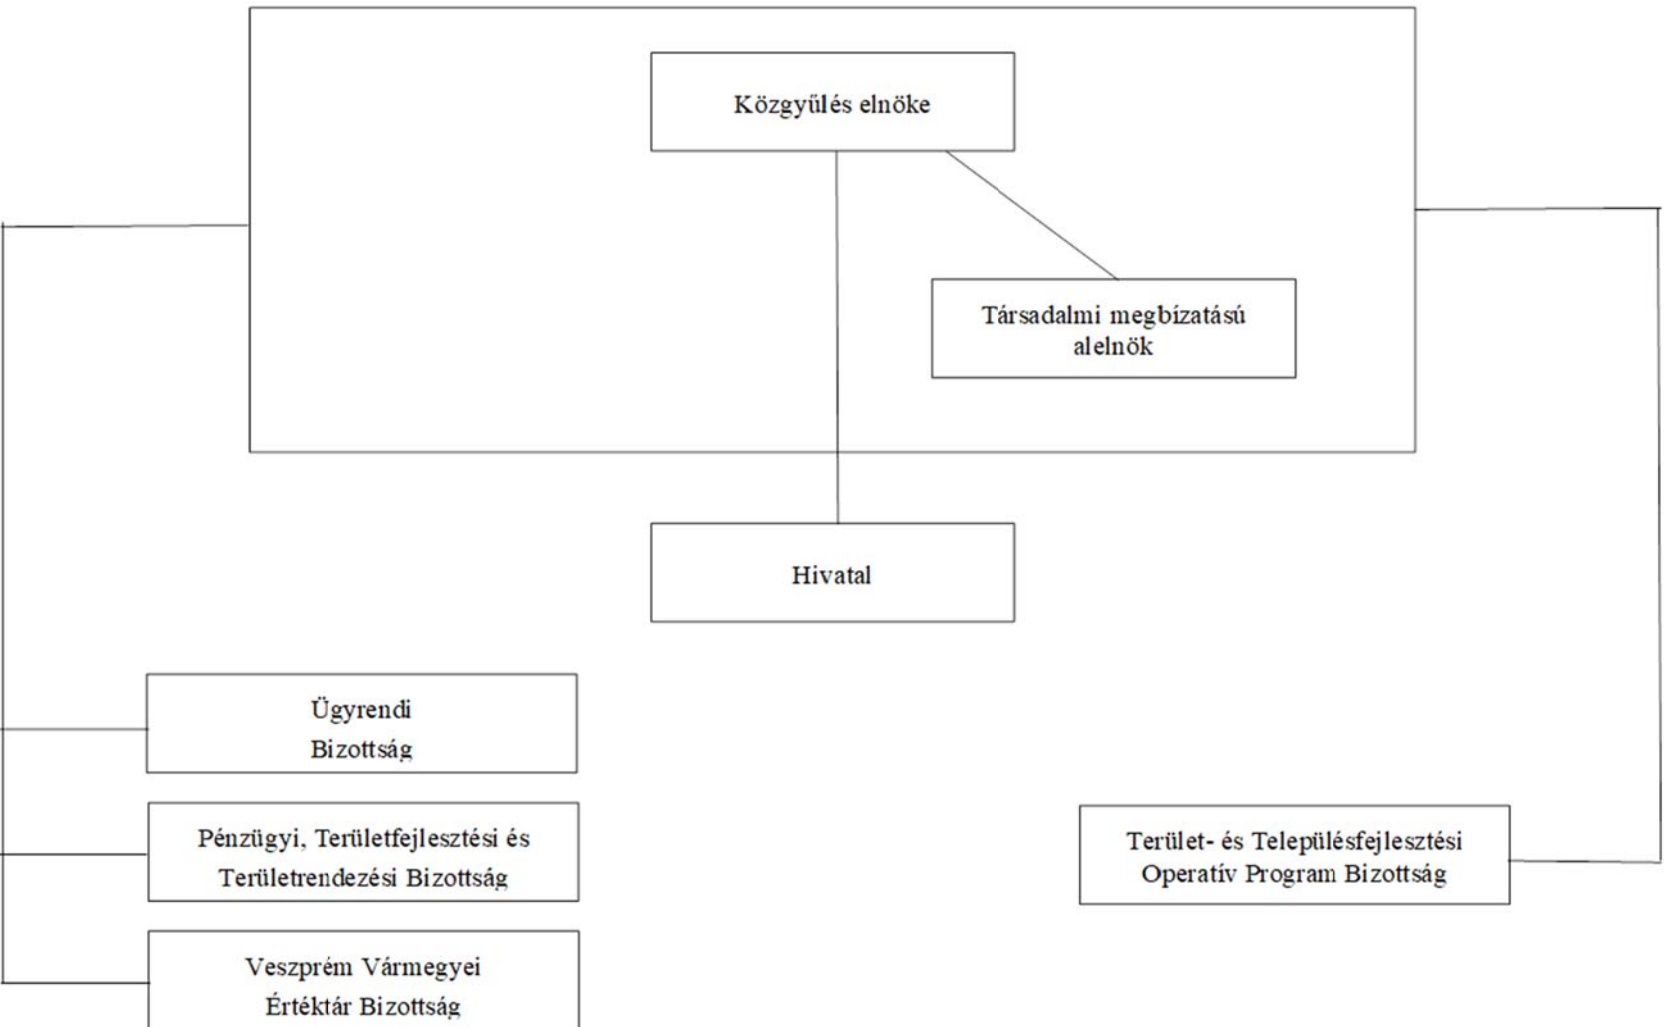 Közgyűlés elnöke
Társadalmi megbízatású
alelnök
Hivatal
Ügyrendi
Bizottság
Pénzügyi, Területfejlesztési és
Területrendezési Bizottság
Terület- és Településfejlesztési
Operatív Program Bizottság
Veszprém Vármegyei
Értéktár Bizottság